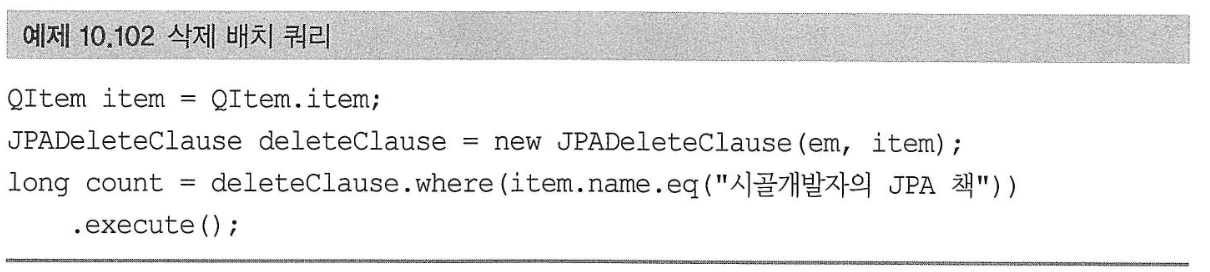 예제 10.102 삭제 배치 쿼리
QItem item = QItem.item;
JPADeleteClause deleteClause = new JPADeleteClause(em, item);
long count = deleteClause.where(item.name.eq("시골개발자의 JPA 책"))
    .execute();